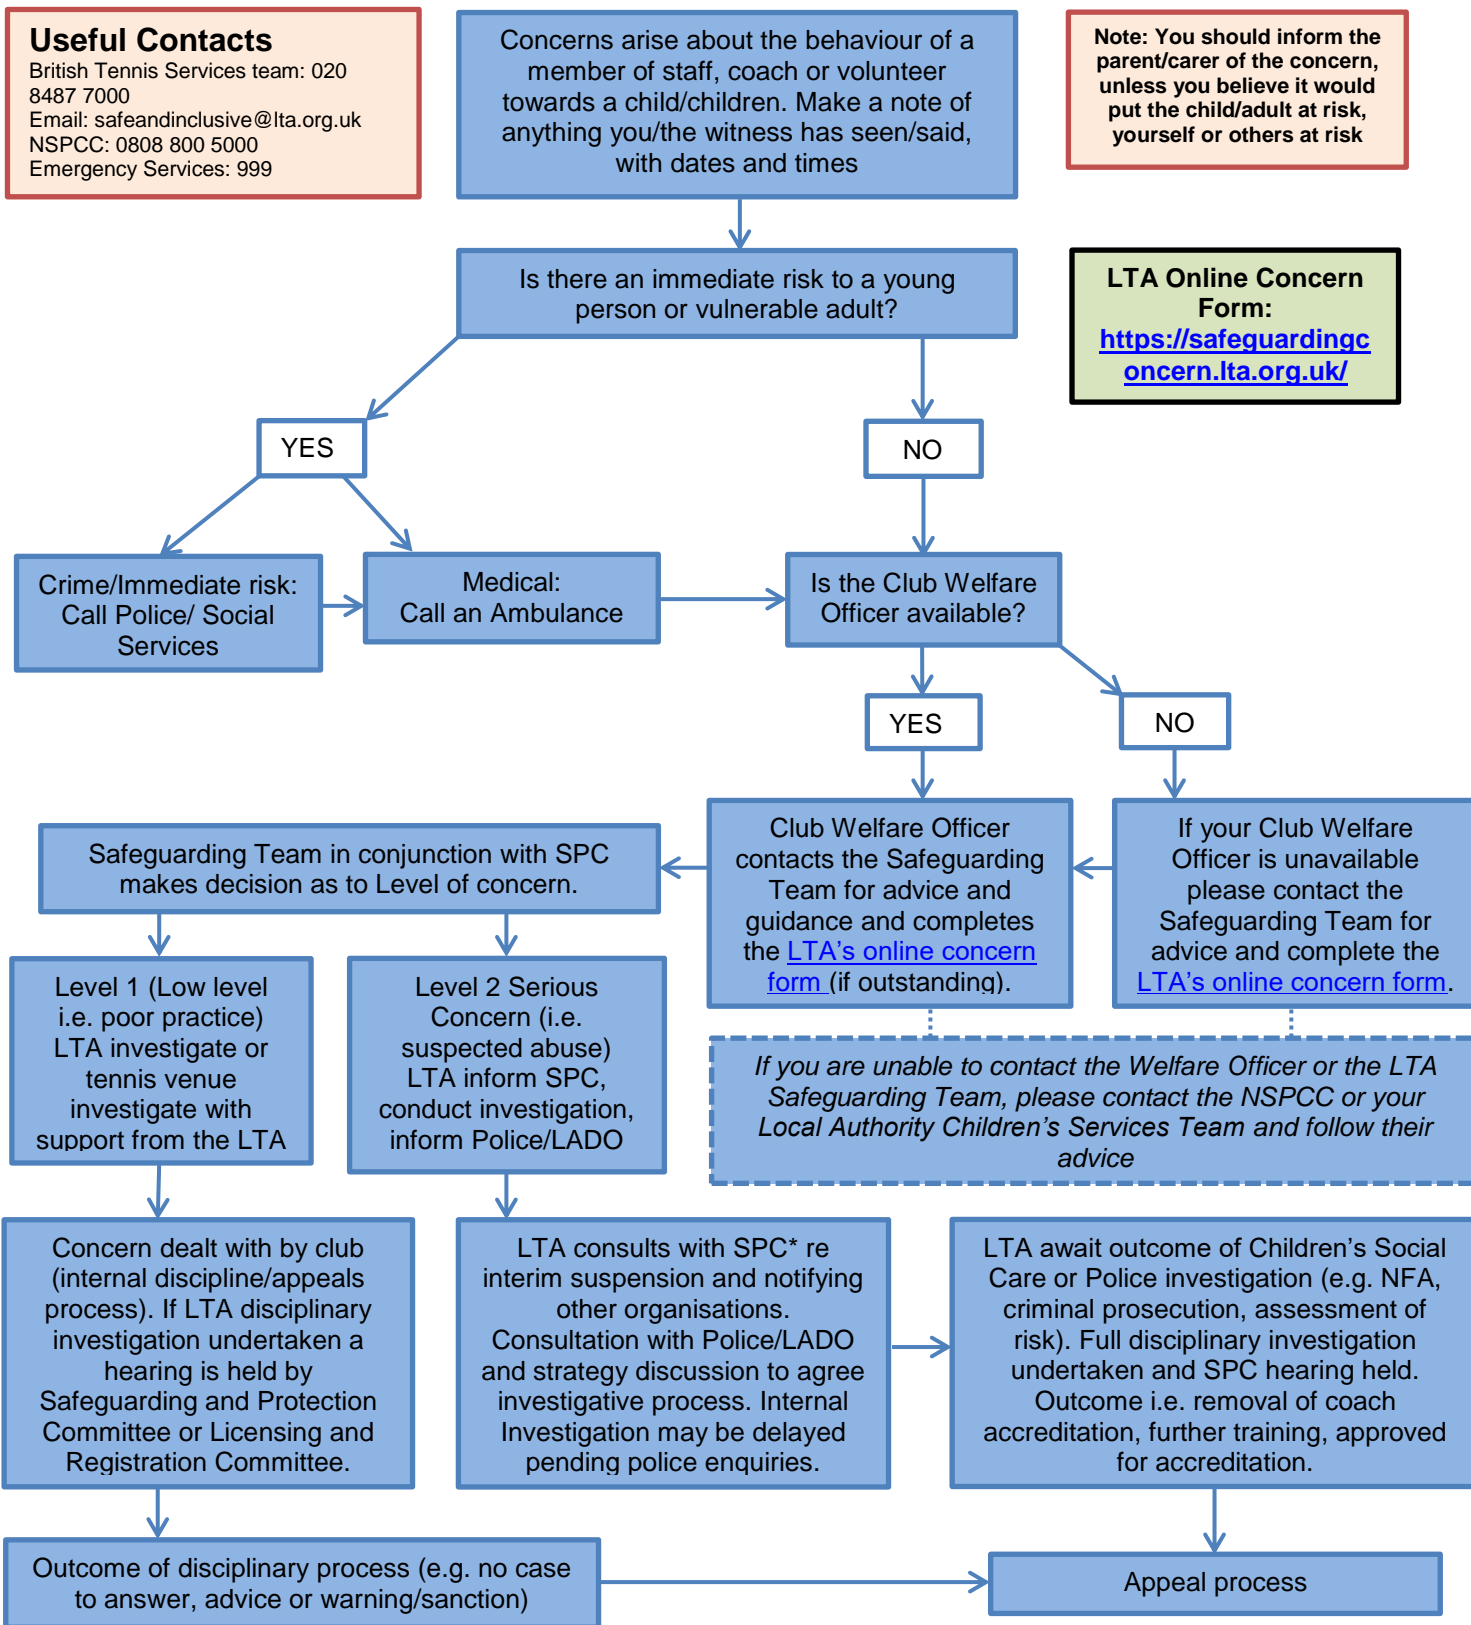 Useful Contacts
British Tennis Services team: 020
8487 7000
Email: safeandinclusive@lta.org.uk
NSPCC: 0808 800 5000
Emergency Services: 999
Concerns arise about the behaviour of a
member of staff, coach or volunteer
towards a child/children. Make a note of
anything you/the witness has seen/said,
with dates and times
Note: You should inform the
parent/carer of the concern,
unless you believe it would
put the child/adult at risk,
yourself or others at risk
Is there an immediate risk to a young
person or vulnerable adult?
LTA Online Concern
Form:
https://safeguardingc
oncern.lta.org.uk/
YES
NO
Crime/Immediate risk:
Call Police/ Social
Services
Medical:
Call an Ambulance
Is the Club Welfare
Officer available?
YES
NO
Safeguarding Team in conjunction with SPC
makes decision as to Level of concern.
Club Welfare Officer
contacts the Safeguarding
Team for advice and
guidance and completes
the LTA's online concern
form (if outstanding).
If your Club Welfare
Officer is unavailable
please contact the
Safeguarding Team for
advice and complete the
LTA's online concern form.
Level 1 (Low level
i.e. poor practice)
LTA investigate or
tennis venue
investigate with
support from the LTA
Level 2 Serious
Concern (i.e.
suspected abuse)
LTA inform SPC,
conduct investigation,
inform Police/LADO
If you are unable to contact the Welfare Officer or the LTA
Safeguarding Team, please contact the NSPCC or your
Local Authority Children's Services Team and follow their
advice
Concern dealt with by club
(internal discipline/appeals
process). If LTA disciplinary
investigation undertaken a
hearing is held by
Safeguarding and Protection
Committee or Licensing and
Registration Committee.
LTA consults with SPC* re
interim suspension and notifying
other organisations.
Consultation with Police/LADO
and strategy discussion to agree
investigative process. Internal
Investigation may be delayed
pending police enquiries.
LTA await outcome of Children's Social
Care or Police investigation (e.g. NFA,
criminal prosecution, assessment of
risk). Full disciplinary investigation
undertaken and SPC hearing held.
Outcome i.e. removal of coach
accreditation, further training, approved
for accreditation.
Outcome of disciplinary process (e.g. no case
to answer, advice or warning/sanction)
Appeal process